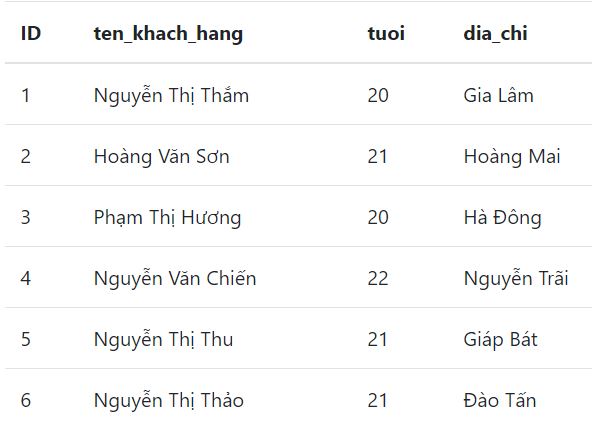 ID ten_khach_hang tuoi dia_chi
1 Nguyễn Thị Thắm 20 Gia Lâm
2 Hoàng Văn Sơn 21 Hoàng Mai
3 Phạm Thị Hương 20 Hà Đông
4 Nguyễn Văn Chiến 22 Nguyễn Trãi
5 Nguyễn Thị Thu 21 Giáp Bát
6 Nguyễn Thị Thảo 21 Đào Tấn